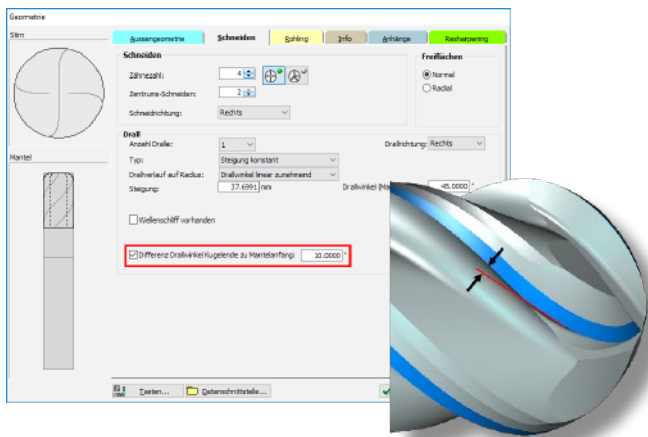 Geometrie
Stirn
Mantel
Aussengeometrie Schneiden Rohling Info Anhänge Resharpening
Schneiden
Zähnezahl: 4
Zentrums-Schneiden: 2
Schneidrichtung: Rechts
Freiflächen
Normal
Radial
Drall
Anzahl Dralle: 1 Drallrichtung: Rechts
Typ: Steigung konstant
Drallverlauf auf Radius: Drallwinkel linear zunehmend
Steigung: 37.6991 mm Drallwinkel (Ma 45.0000 °
Wellenschliff vorhanden
Differenz Drallwinkel Kugelende zu Mantelanfang: 10.0000 °
Tasten... Datenschnittstelle...